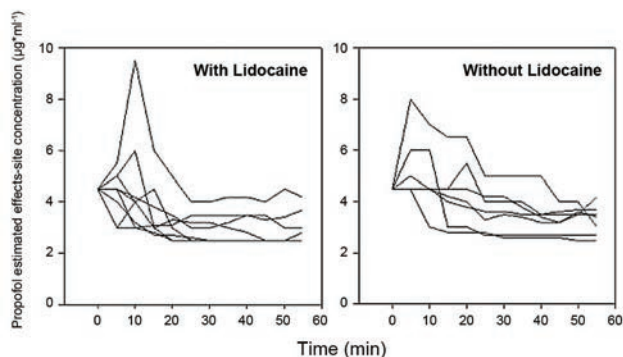 Propofol estimated effects-site concentration (µg*ml⁻¹)
10
8
6
4
2
0
With Lidocaine
0 10 20 30 40 50 60
10
8
6
4
2
0
Without Lidocaine
0 10 20 30 40 50 60
Time (min)